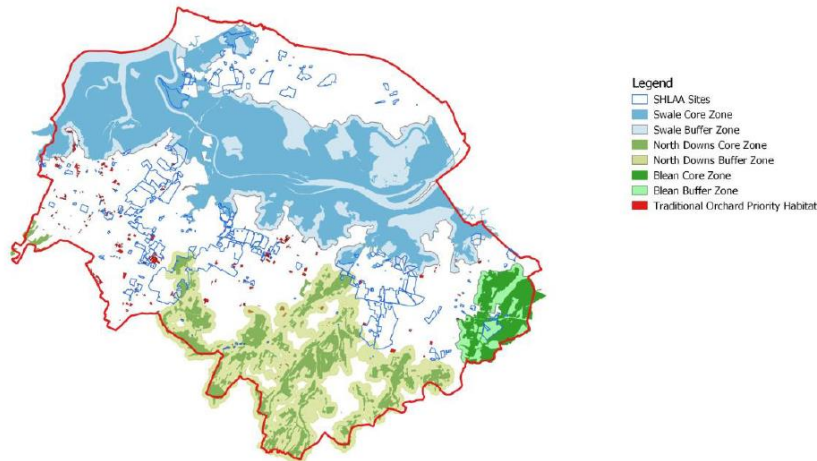 Legend
SHLAA Sites
Swale Core Zone
Swale Buffer Zone
North Downs Core Zone
North Downs Buffer Zone
Blean Core Zone
Blean Buffer Zone
Traditional Orchard Priority Habitat